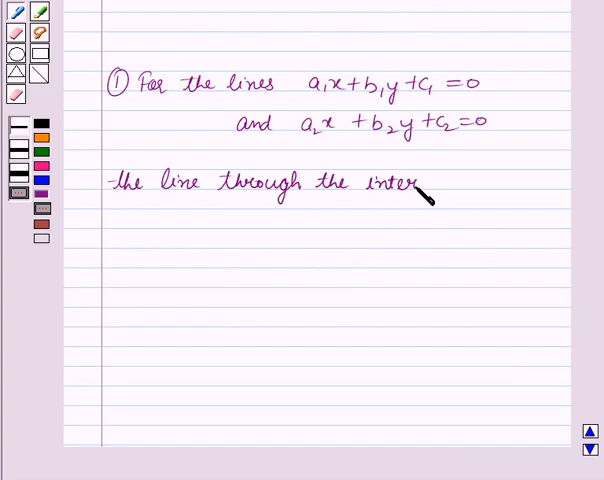 ① For the lines a₁x + b₁y + c₁ = 0
and a₂x + b₂y + c₂ = 0
the line through the inter